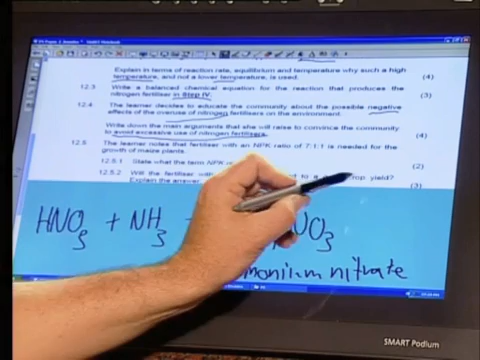 Explain in terms of reaction rate, equilibrium and temperature why such a high
temperature, and not a lower temperature, is used. (4)
12.3 Write a balanced chemical equation for the reaction that produces the
nitrogen fertiliser in Step IV. (3)
12.4 The learner decides to educate the community about the possible negative
effects of the overuse of nitrogen fertilisers on the environment.
Write down the main arguments that she will raise to convince the community
to avoid excessive use of nitrogen fertilisers. (4)
12.5 The learner notes that fertiliser with an NPK ratio of 7:1:1 is needed for the
growth of maize plants.
12.5.1 State what the term NPK (2)
12.5.2 Will the fertiliser yield?
Explain the answer (3)
HNO3 + NH3 O3
monium nitrate
SMART Podium